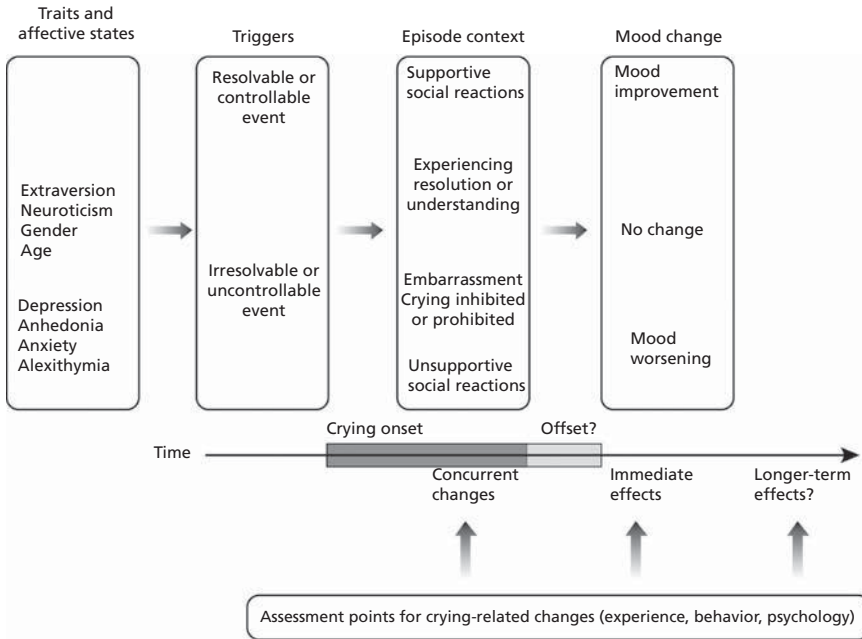 Traits and
affective states
Triggers
Episode context
Mood change
Extraversion
Neuroticism
Gender
Age
Depression
Anhedonia
Anxiety
Alexithymia
Resolvable or
controllable
event
Irresolvable or
uncontrollable
event
Supportive
social reactions
Experiencing
resolution or
understanding
Embarrassment
Crying inhibited
or prohibited
Unsupportive
social reactions
Mood
improvement
No change
Mood
worsening
Crying onset
Offset?
Time
Concurrent
changes
Immediate
effects
Longer-term
effects?
Assessment points for crying-related changes (experience, behavior, psychology)